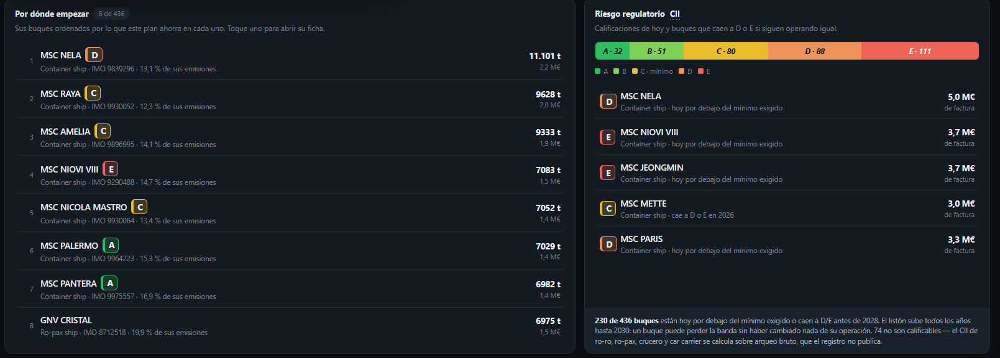 Por dónde empezar 8 de 436
Sus buques ordenados por lo que este plan ahorra en cada uno. Toque uno para abrir su ficha.
1 MSC NELA D 11.101 t
Container ship · IMO 9839296 · 13,1 % de sus emisiones 2,2 M€
2 MSC RAYA C 9628 t
Container ship · IMO 9930052 · 12,3 % de sus emisiones 2,0 M€
3 MSC AMELIA C 9333 t
Container ship · IMO 9896995 · 14,1 % de sus emisiones 1,9 M€
4 MSC NIOVI VIII E 7083 t
Container ship · IMO 9290488 · 14,7 % de sus emisiones 1,5 M€
5 MSC NICOLA MASTRO C 7052 t
Container ship · IMO 9930064 · 13,4 % de sus emisiones 1,4 M€
6 MSC PALERMO A 7029 t
Container ship · IMO 9964223 · 15,3 % de sus emisiones 1,4 M€
7 MSC PANTERA A 6982 t
Container ship · IMO 9975557 · 16,9 % de sus emisiones 1,4 M€
8 GNV CRISTAL 6975 t
Ro-pax ship · IMO 8712518 · 19,9 % de sus emisiones 1,5 M€
Riesgo regulatorio CII
Calificaciones de hoy y buques que caen a D o E si siguen operando igual.
A · 32 B · 51 C · 80 D · 88 E · 111
A B C · mínimo D E
D MSC NELA 5,0 M€
Container ship · hoy por debajo del mínimo exigido de factura
E MSC NIOVI VIII 3,7 M€
Container ship · hoy por debajo del mínimo exigido de factura
E MSC JEONGMIN 3,7 M€
Container ship · hoy por debajo del mínimo exigido de factura
C MSC METTE 3,0 M€
Container ship · cae a D o E en 2026 de factura
D MSC PARIS 3,3 M€
Container ship · hoy por debajo del mínimo exigido de factura
230 de 436 buques están hoy por debajo del mínimo exigido o caen a D/E antes de 2028. El listón sube todos los años
hasta 2030: un buque puede perder la banda sin haber cambiado nada de su operación. 74 no son calificables — el CII de
ro-ro, ro-pax, crucero y car carrier se calcula sobre arqueo bruto, que el registro no publica.